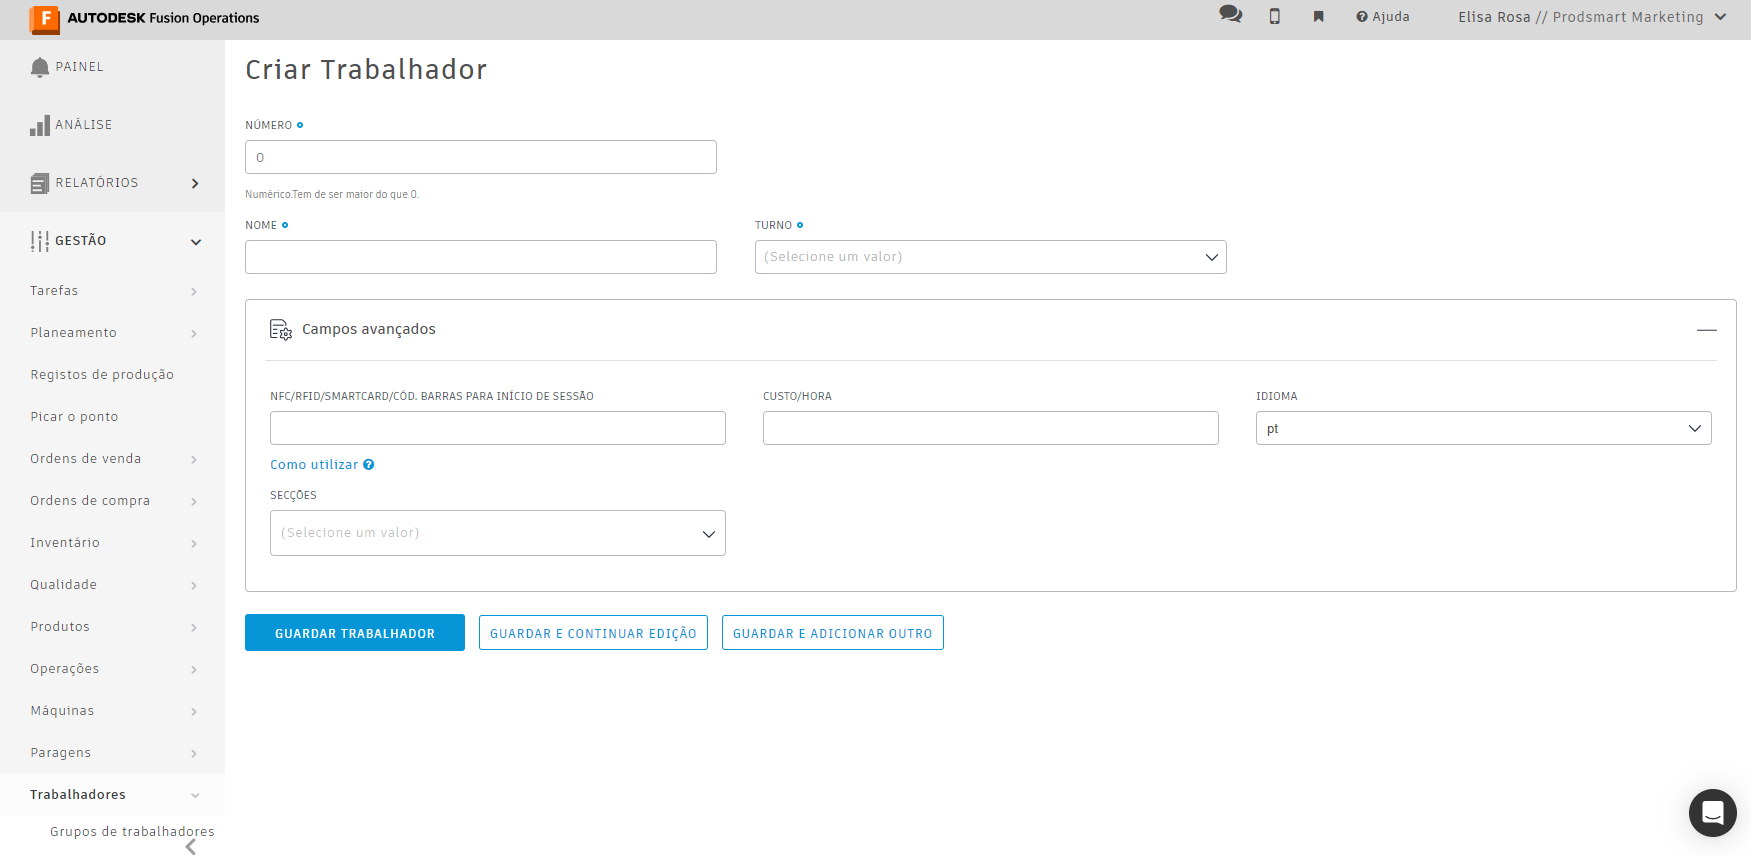 AUTODESK Fusion Operations
Ajuda
Elisa Rosa // Prodsmart Marketing
PAINEL
ANÁLISE
RELATÓRIOS
GESTÃO
Tarefas
Planeamento
Registos de produção
Picar o ponto
Ordens de venda
Ordens de compra
Inventário
Qualidade
Produtos
Operações
Máquinas
Paragens
Trabalhadores
Grupos de trabalhadores
Criar Trabalhador
NÚMERO
0
Numérico.Tem de ser maior do que 0.
NOME
TURNO
(Selecione um valor)
Campos avançados
NFC/RFID/SMARTCARD/CÓD. BARRAS PARA INÍCIO DE SESSÃO
CUSTO/HORA
IDIOMA
pt
Como utilizar
SECÇÕES
(Selecione um valor)
GUARDAR TRABALHADOR
GUARDAR E CONTINUAR EDIÇÃO
GUARDAR E ADICIONAR OUTRO